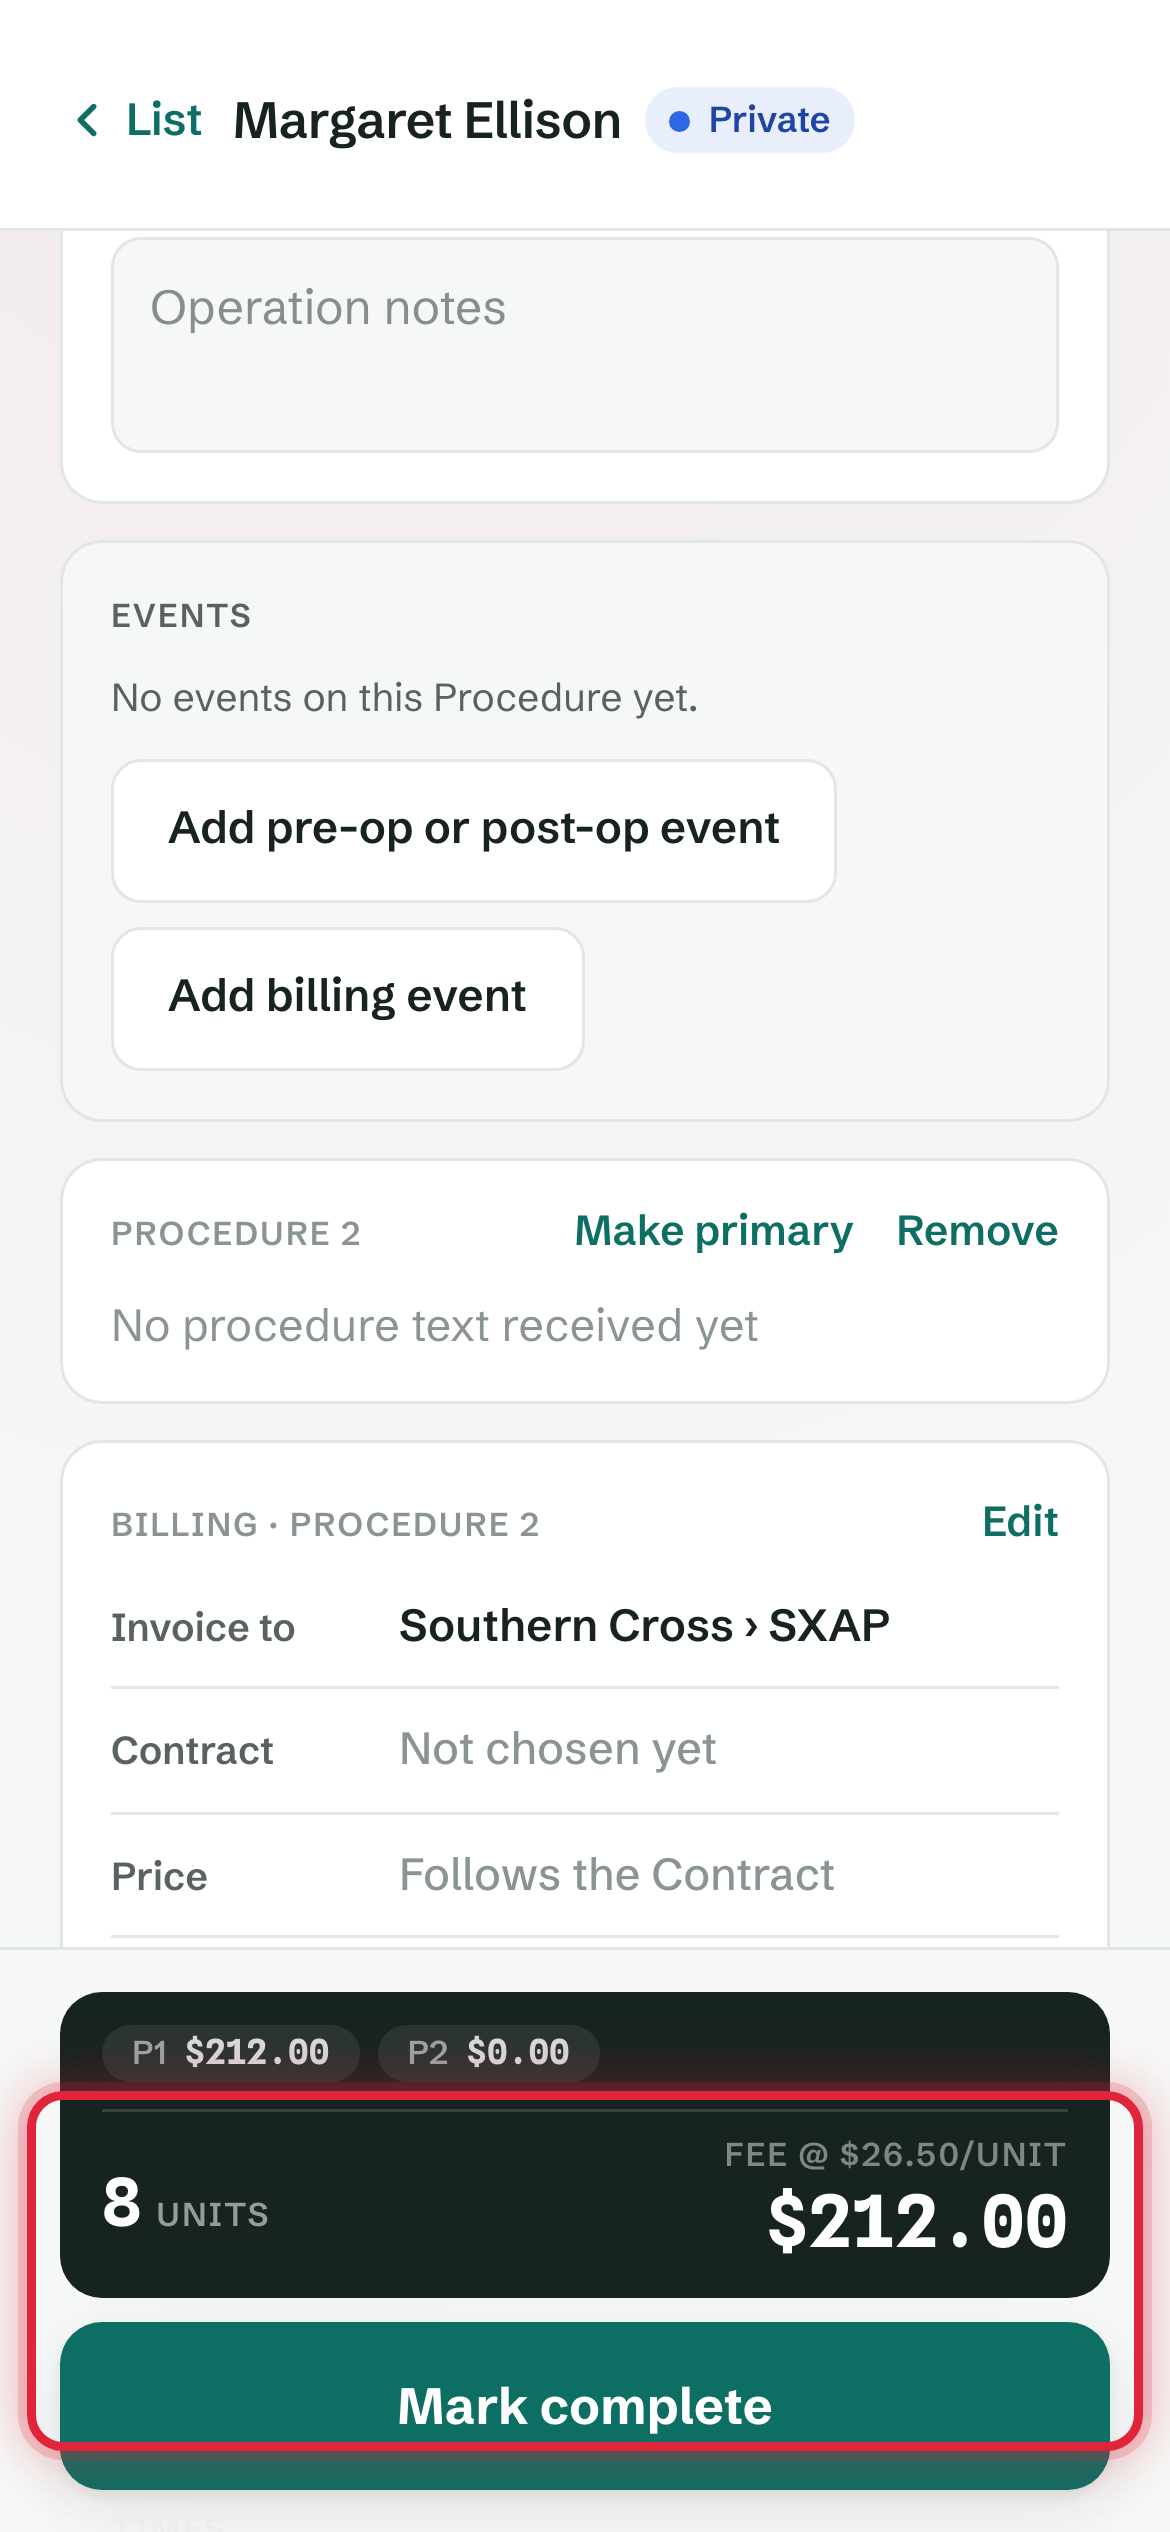 List Margaret Ellison Private
Operation notes
EVENTS
No events on this Procedure yet.
Add pre-op or post-op event
Add billing event
PROCEDURE 2 Make primary Remove
No procedure text received yet
BILLING · PROCEDURE 2 Edit
Invoice to Southern Cross › SXAP
Contract Not chosen yet
Price Follows the Contract
P1 $212.00 P2 $0.00
FEE @ $26.50/UNIT
8 UNITS $212.00
Mark complete
TIMES